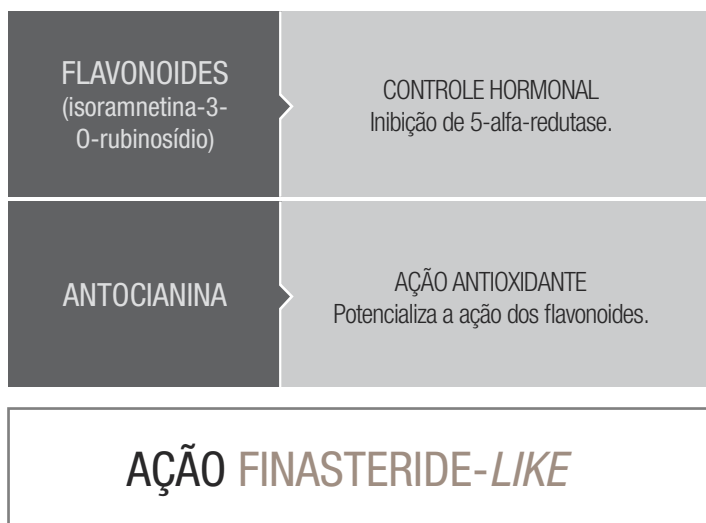 FLAVONOIDES
(isoramnetina-3-
O-rubinosídio)
CONTROLE HORMONAL
Inibição de 5-alfa-redutase.
ANTOCIANINA
AÇÃO ANTIOXIDANTE
Potencializa a ação dos flavonoides.
AÇÃO FINASTERIDE-LIKE